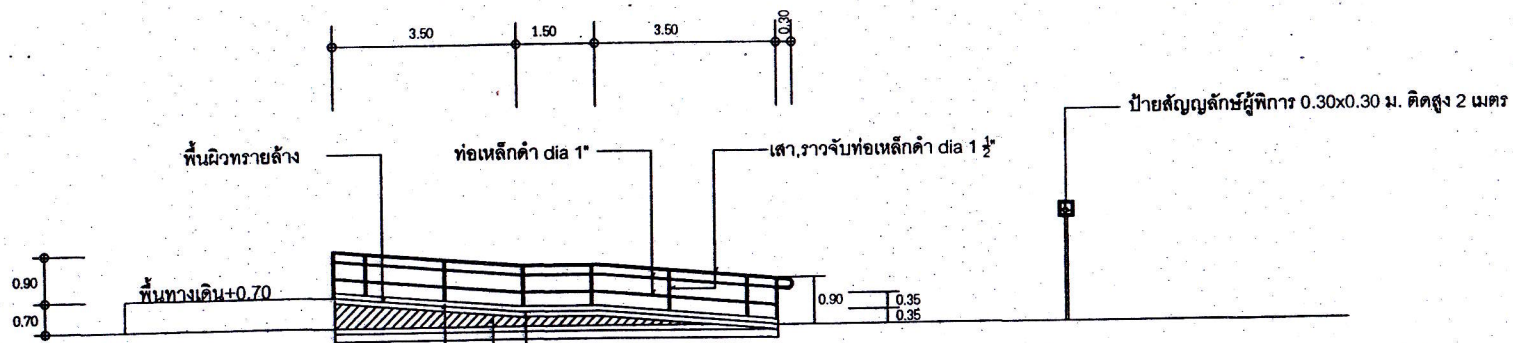 3.50
1.50
3.50
0.30
ป้ายสัญญลักษ์ผู้พิการ 0.30x0.30 ม. ติดสูง 2 เมตร
พื้นผิวทรายล้าง
ท่อเหล็กดำ dia 1"
เสา,ราวจับท่อเหล็กดำ dia 1 ½"
0.90
พื้นทางเดิน+0.70
0.70
0.90
0.35
0.35